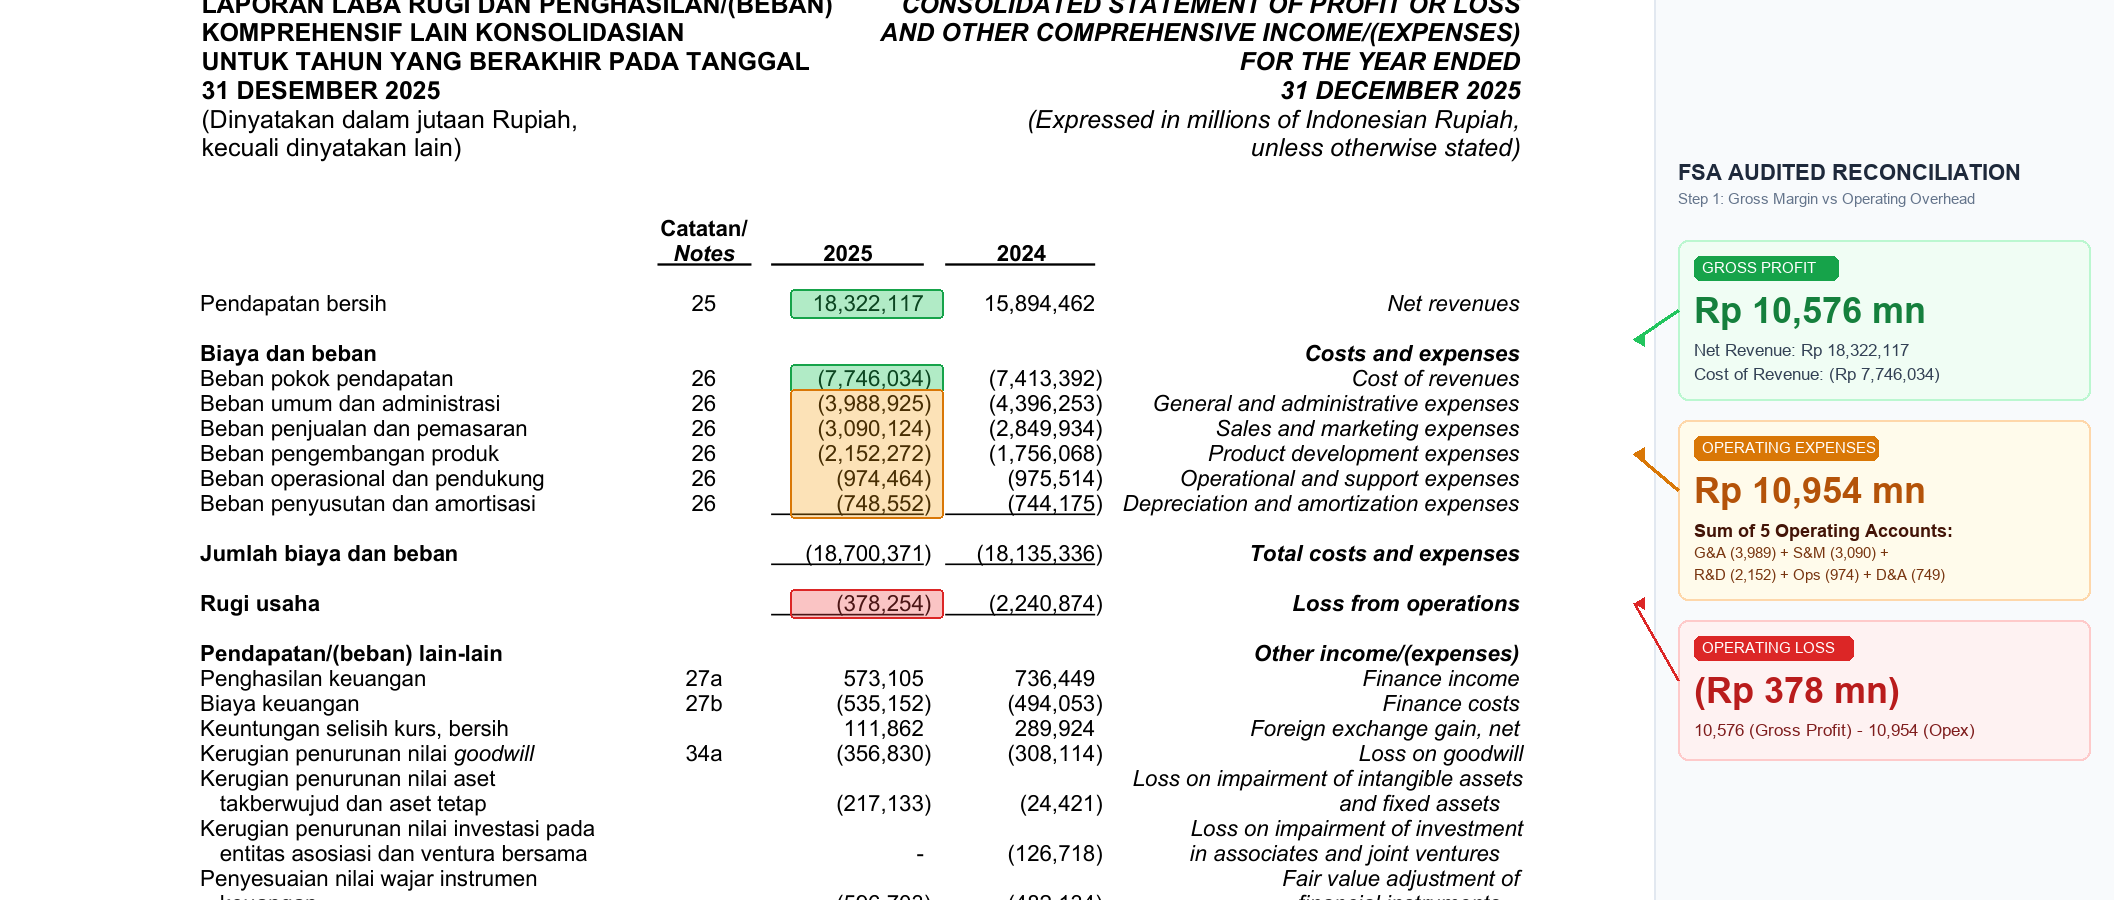 LAPORAN LABA RUGI DAN PENGHASILAN/(BEBAN) CONSOLIDATED STATEMENT OF PROFIT OR LOSS
KOMPREHENSIF LAIN KONSOLIDASIAN AND OTHER COMPREHENSIVE INCOME/(EXPENSES)
UNTUK TAHUN YANG BERAKHIR PADA TANGGAL FOR THE YEAR ENDED
31 DESEMBER 2025 31 DECEMBER 2025
(Dinyatakan dalam jutaan Rupiah, (Expressed in millions of Indonesian Rupiah,
kecuali dinyatakan lain) unless otherwise stated)
Catatan/
Notes 2025 2024
Pendapatan bersih 25 18,322,117 15,894,462 Net revenues
Biaya dan beban Costs and expenses
Beban pokok pendapatan 26 (7,746,034) (7,413,392) Cost of revenues
Beban umum dan administrasi 26 (3,988,925) (4,396,253) General and administrative expenses
Beban penjualan dan pemasaran 26 (3,090,124) (2,849,934) Sales and marketing expenses
Beban pengembangan produk 26 (2,152,272) (1,756,068) Product development expenses
Beban operasional dan pendukung 26 (974,464) (975,514) Operational and support expenses
Beban penyusutan dan amortisasi 26 (748,552) (744,175) Depreciation and amortization expenses
Jumlah biaya dan beban (18,700,371) (18,135,336) Total costs and expenses
Rugi usaha (378,254) (2,240,874) Loss from operations
Pendapatan/(beban) lain-lain Other income/(expenses)
Penghasilan keuangan 27a 573,105 736,449 Finance income
Biaya keuangan 27b (535,152) (494,053) Finance costs
Keuntungan selisih kurs, bersih 111,862 289,924 Foreign exchange gain, net
Kerugian penurunan nilai goodwill 34a (356,830) (308,114) Loss on goodwill
Kerugian penurunan nilai aset Loss on impairment of intangible assets
takberwujud dan aset tetap (217,133) (24,421) and fixed assets
Kerugian penurunan nilai investasi pada Loss on impairment of investment
entitas asosiasi dan ventura bersama - (126,718) in associates and joint ventures
Penyesuaian nilai wajar instrumen Fair value adjustment of
FSA AUDITED RECONCILIATION
Step 1: Gross Margin vs Operating Overhead
GROSS PROFIT
Rp 10,576 mn
Net Revenue: Rp 18,322,117
Cost of Revenue: (Rp 7,746,034)
OPERATING EXPENSES
Rp 10,954 mn
Sum of 5 Operating Accounts:
G&A (3,989) + S&M (3,090) +
R&D (2,152) + Ops (974) + D&A (749)
OPERATING LOSS
(Rp 378 mn)
10,576 (Gross Profit) - 10,954 (Opex)